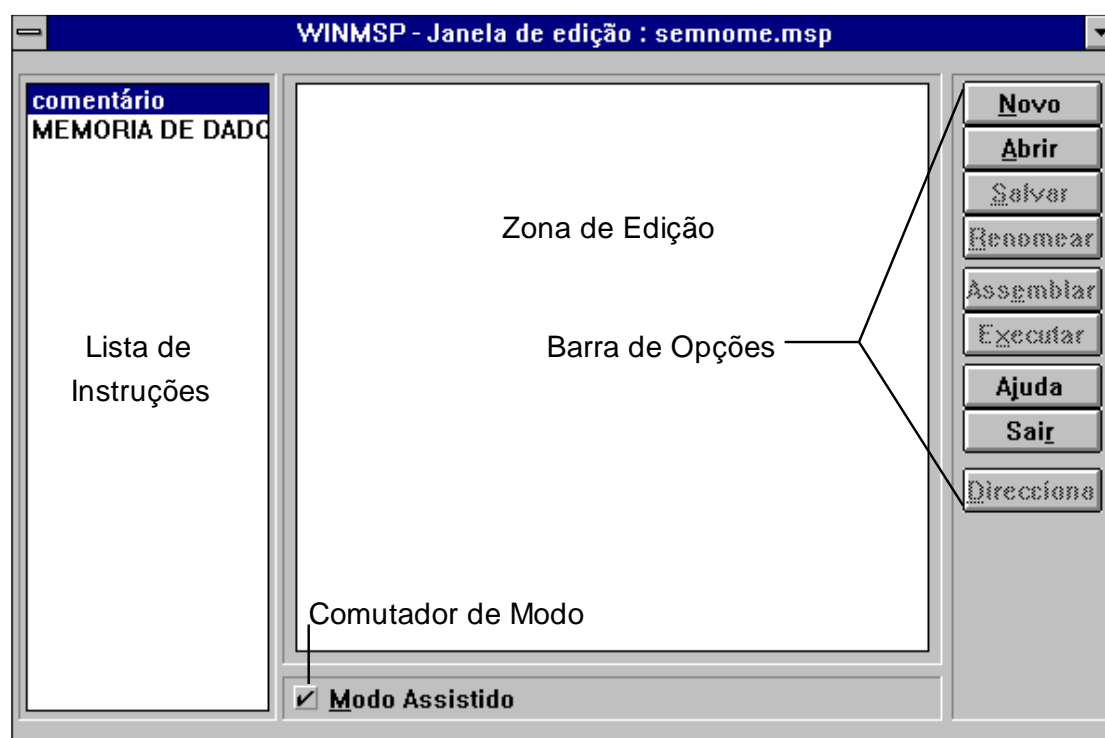 WINMSP - Janela de edição : semnome.msp
comentário
MEMORIA DE DADO
Lista de
Instruções
Zona de Edição
Barra de Opções
Comutador de Modo
Modo Assistido
Novo
Abrir
Salvar
Renomear
Assemblar
Executar
Ajuda
Sair
Direcciona